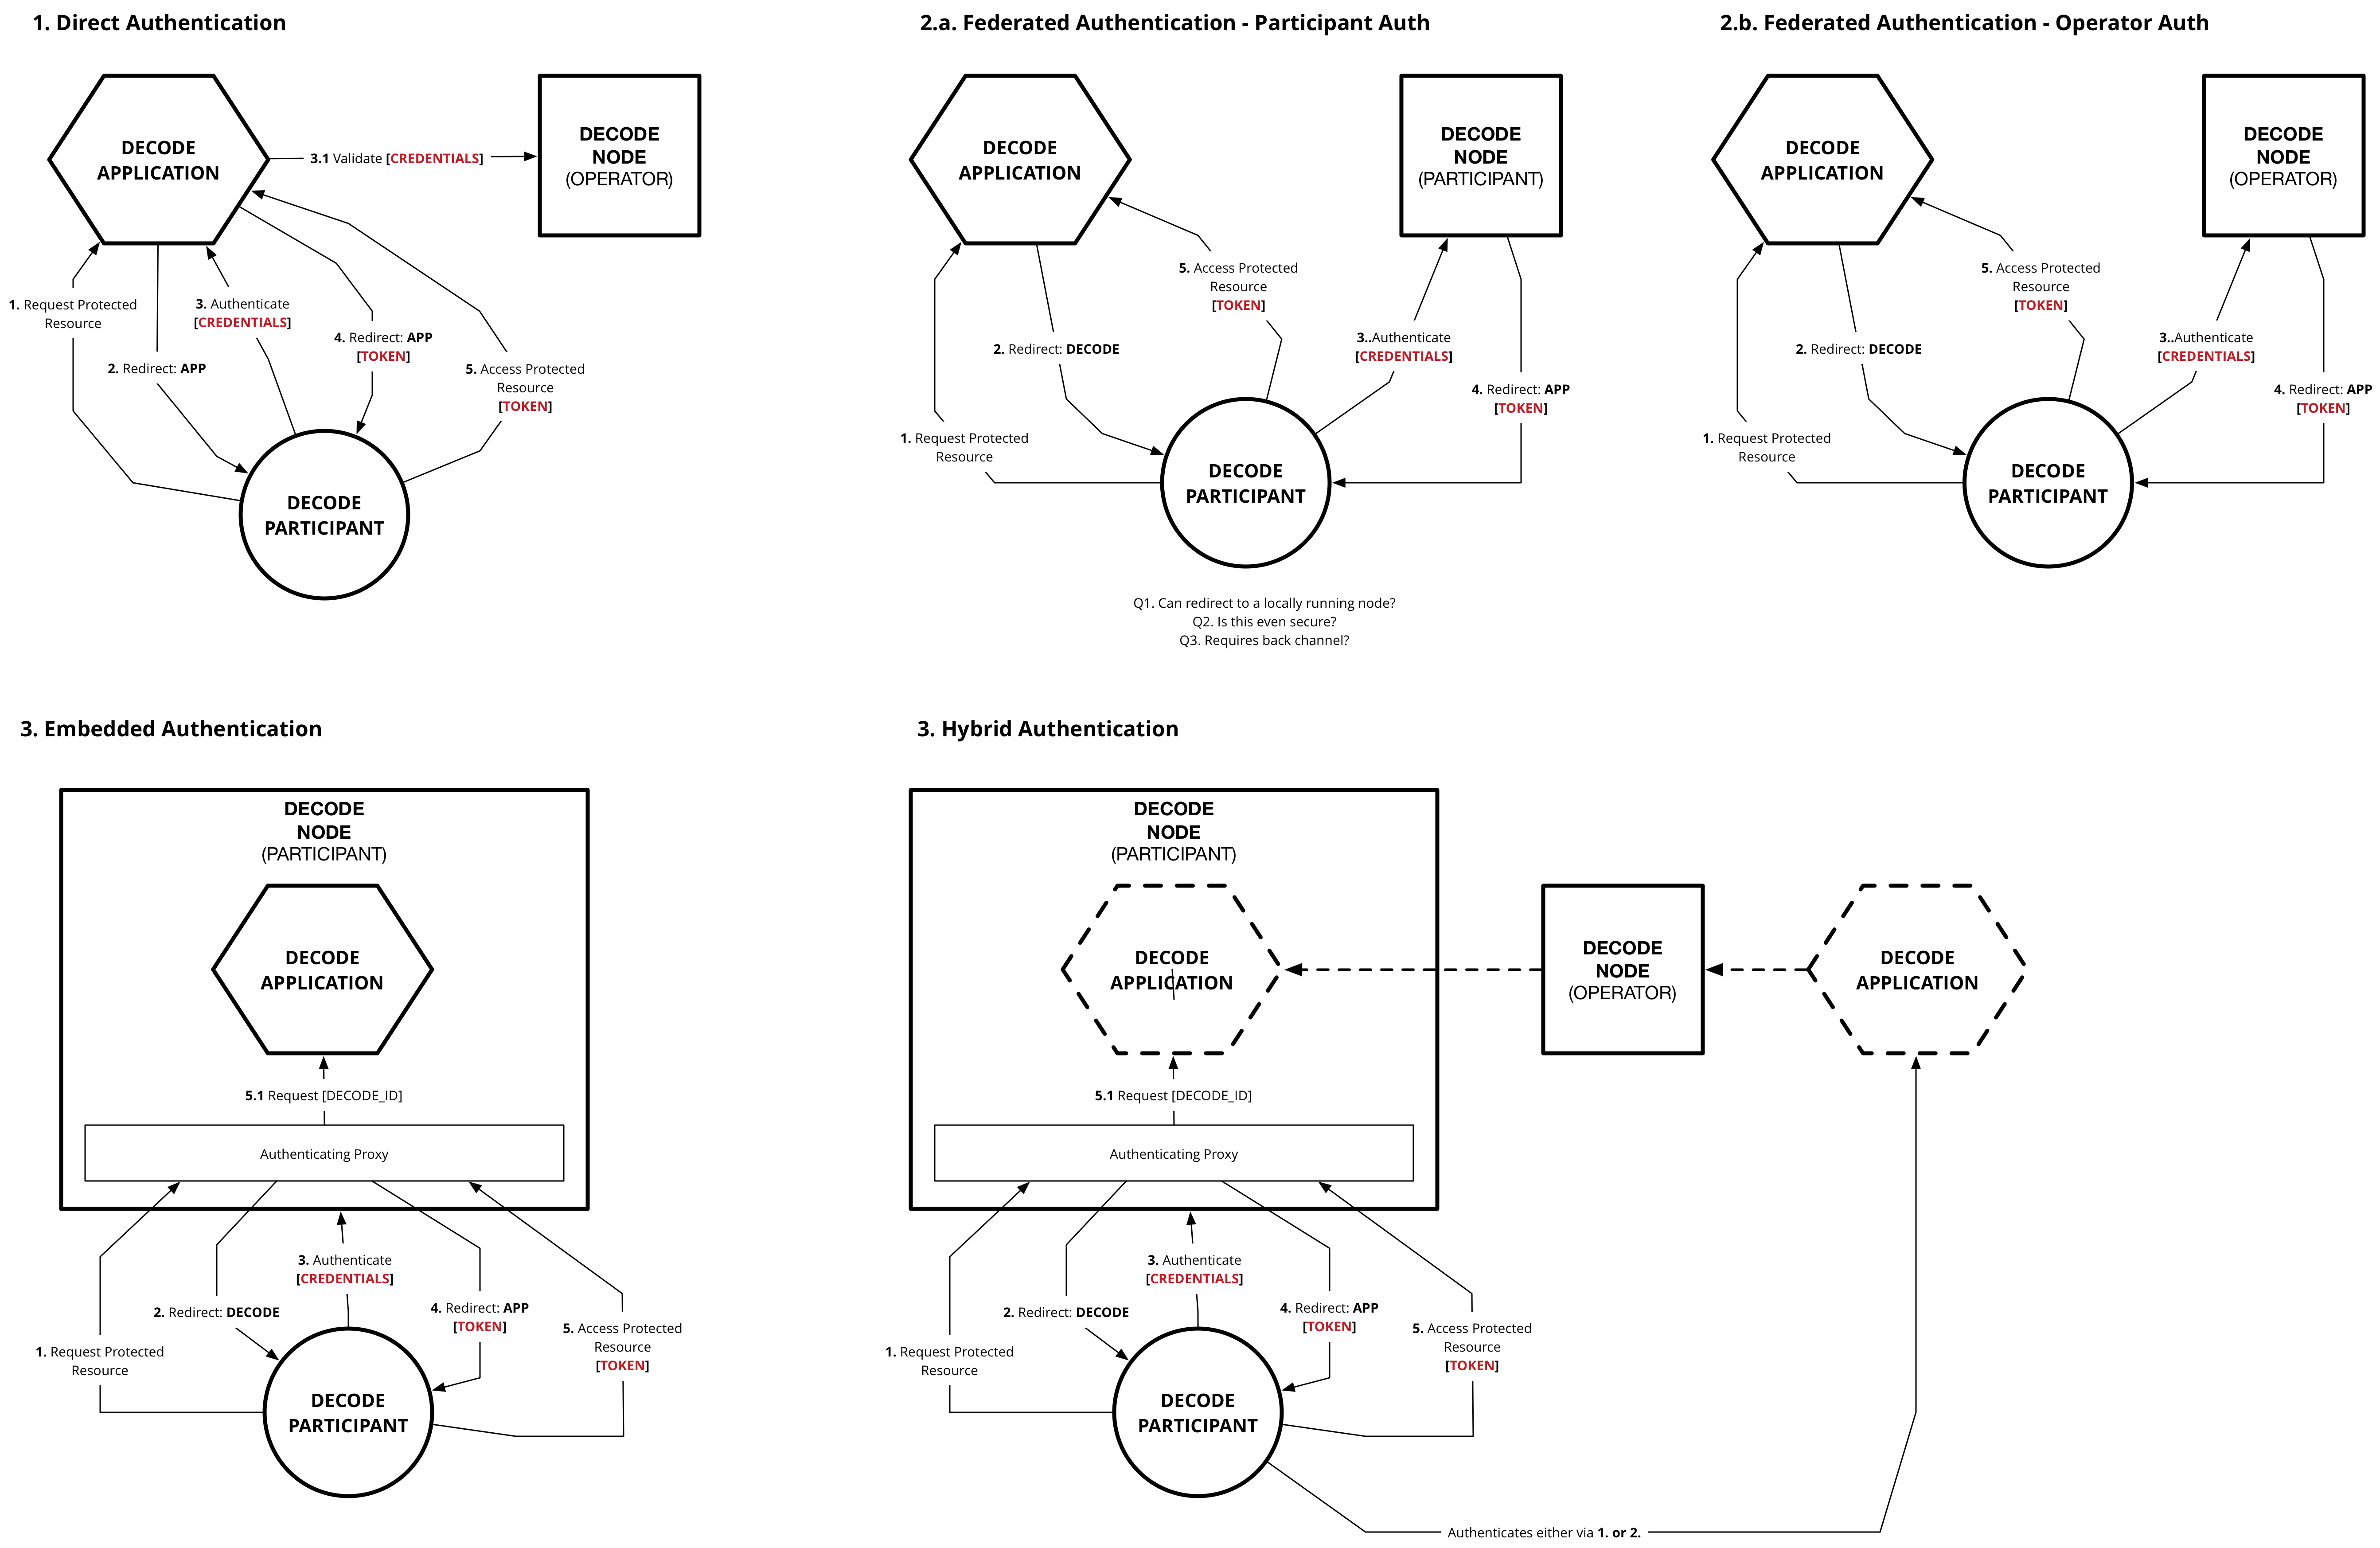 1. Direct Authentication
DECODE
APPLICATION
3.1 Validate [CREDENTIALS]
DECODE
NODE
(OPERATOR)
1. Request Protected
Resource
2. Redirect: APP
3. Authenticate
[CREDENTIALS]
4. Redirect: APP
[TOKEN]
5. Access Protected
Resource
[TOKEN]
DECODE
PARTICIPANT
2.a. Federated Authentication - Participant Auth
DECODE
APPLICATION
DECODE
NODE
(PARTICIPANT)
5. Access Protected
Resource
[TOKEN]
2. Redirect: DECODE
3..Authenticate
[CREDENTIALS]
4. Redirect: APP
[TOKEN]
1. Request Protected
Resource
DECODE
PARTICIPANT
Q1. Can redirect to a locally running node?
Q2. Is this even secure?
Q3. Requires back channel?
2.b. Federated Authentication - Operator Auth
DECODE
APPLICATION
DECODE
NODE
(OPERATOR)
5. Access Protected
Resource
[TOKEN]
2. Redirect: DECODE
3..Authenticate
[CREDENTIALS]
4. Redirect: APP
[TOKEN]
1. Request Protected
Resource
DECODE
PARTICIPANT
3. Embedded Authentication
DECODE
NODE
(PARTICIPANT)
DECODE
APPLICATION
5.1 Request [DECODE_ID]
Authenticating Proxy
3. Authenticate
[CREDENTIALS]
2. Redirect: DECODE
4. Redirect: APP
[TOKEN]
5. Access Protected
Resource
[TOKEN]
1. Request Protected
Resource
DECODE
PARTICIPANT
3. Hybrid Authentication
DECODE
NODE
(PARTICIPANT)
DECODE
APPLICATION
DECODE
NODE
(OPERATOR)
DECODE
APPLICATION
5.1 Request [DECODE_ID]
Authenticating Proxy
3. Authenticate
[CREDENTIALS]
2. Redirect: DECODE
4. Redirect: APP
[TOKEN]
5. Access Protected
Resource
[TOKEN]
1. Request Protected
Resource
DECODE
PARTICIPANT
Authenticates either via 1. or 2.